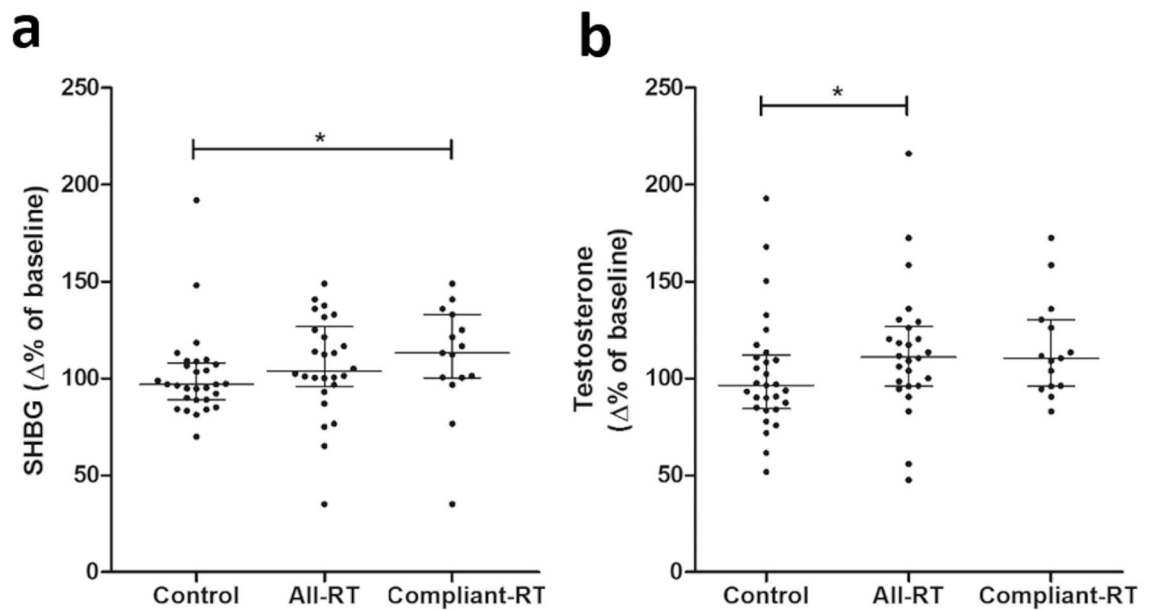 a
b
250
200
150
100
50
0
SHBG (Δ% of baseline)
*
Control
All-RT
Compliant-RT
250
200
150
100
50
0
Testosterone
(Δ% of baseline)
*
Control
All-RT
Compliant-RT